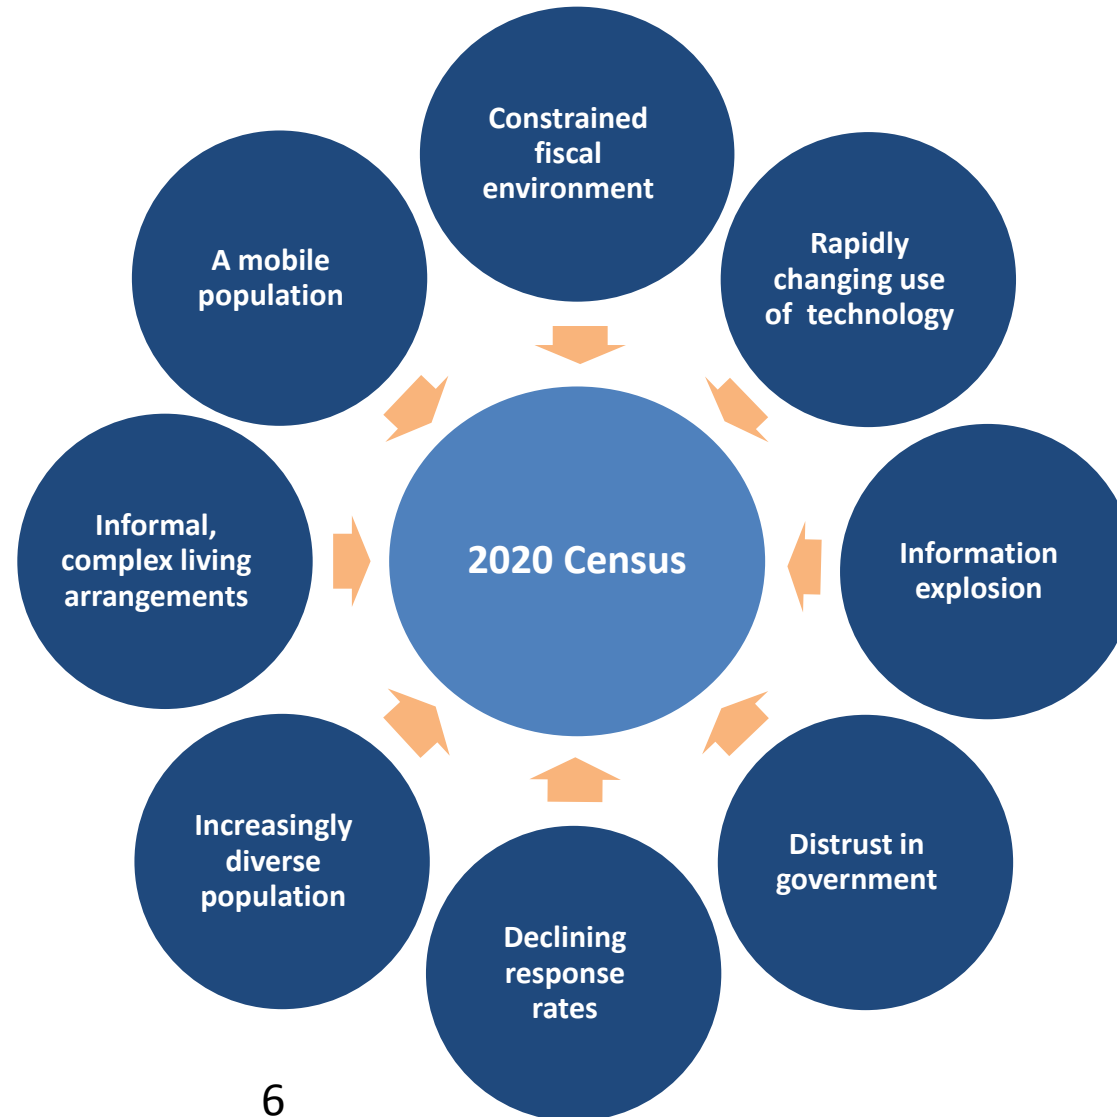 Constrained
fiscal
environment
Rapidly
changing use
of technology
Information
explosion
Distrust in
government
Declining
response
rates
Increasingly
diverse
population
Informal,
complex living
arrangements
A mobile
population
2020 Census
6